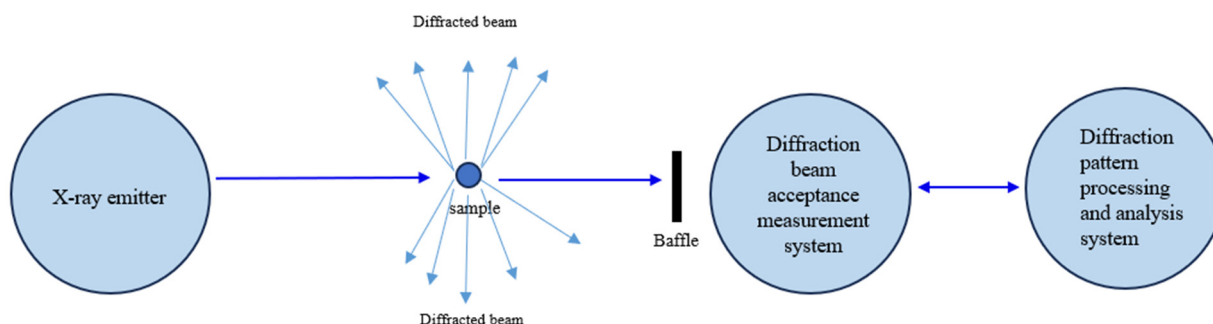 Diffracted beam
X-ray emitter
sample
Diffracted beam
Baffle
Diffraction
beam
acceptance
measurement
system
Diffraction
pattern
processing
and analysis
system